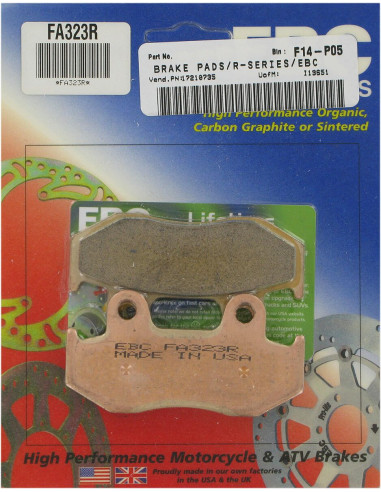 FA323R
*FA323R*
Part No.
Bin : F14-P05
BRAKE PADS/R-SERIES/EBC
Vend.PN:17210735 UofM: I13651
EBC
High Performance Organic,
Carbon Graphite or Sintered
EBC Lifetime
EBC FA323R
MADE IN USA
High Performance Motorcycle & ATV Brakes
Proudly made in our own factories
in the USA & the UK